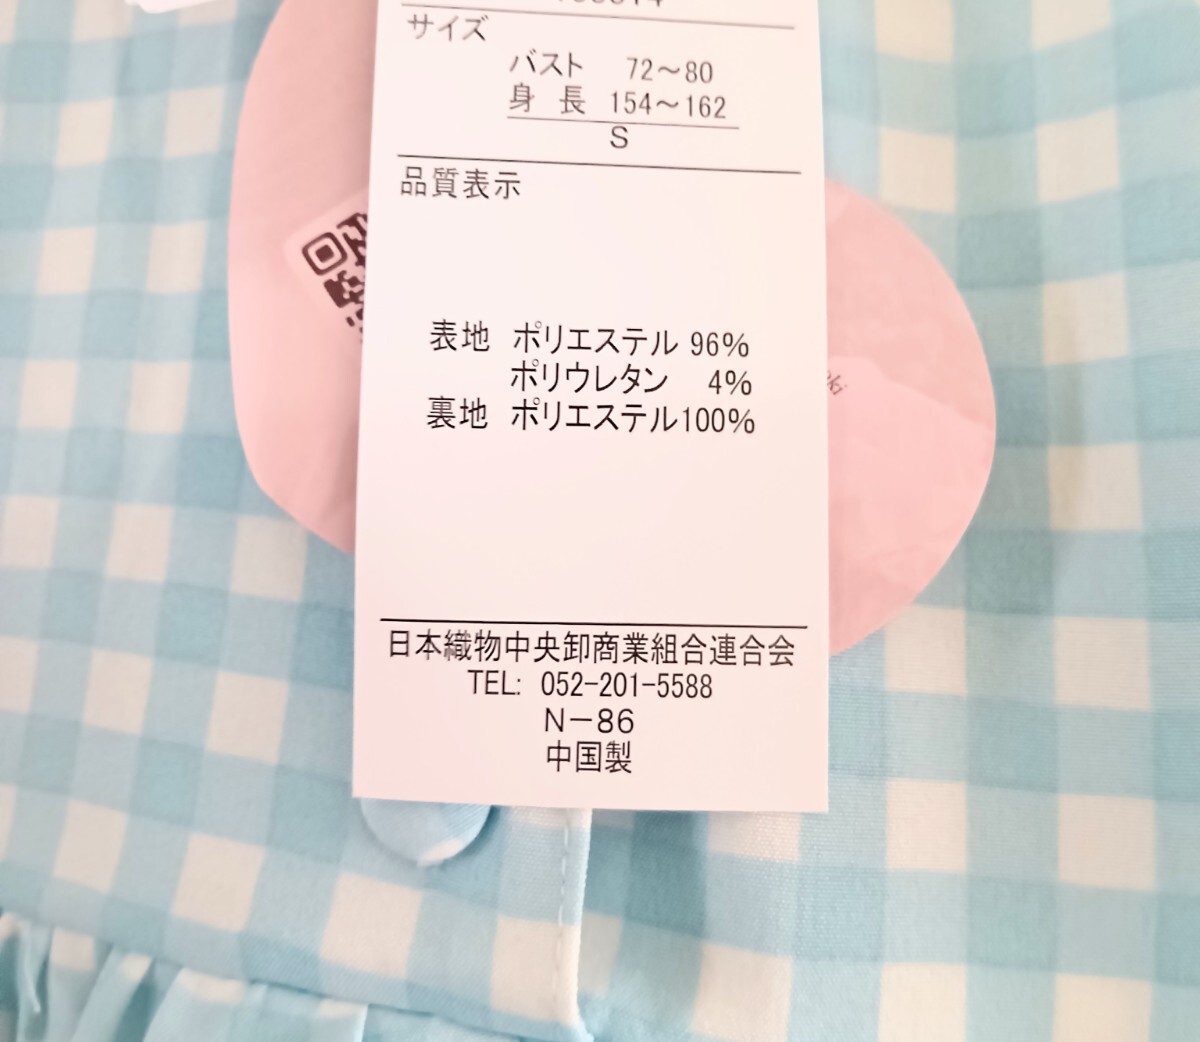 サイズ
バスト 72～80
身 長 154～162
S
品質表示
表地 ポリエステル 96%
ポリウレタン 4%
裏地 ポリエステル100%
日本織物中央卸商業組合連合会
TEL: 052-201-5588
N－86
中国製